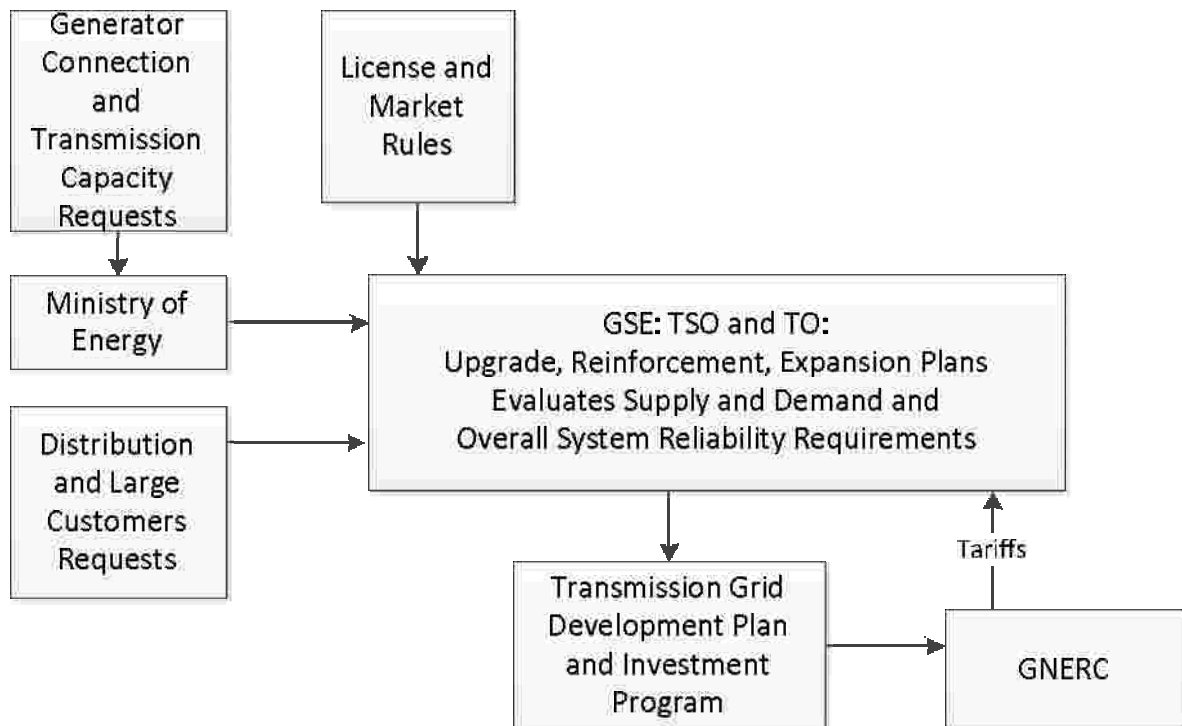 Generator
Connection
and
Transmission
Capacity
Requests
License and
Market
Rules
Ministry of
Energy
GSE: TSO and TO:
Upgrade, Reinforcement, Expansion Plans
Evaluates Supply and Demand and
Overall System Reliability Requirements
Distribution
and Large
Customers
Requests
Tariffs
Transmission Grid
Development Plan
and Investment
Program
GNERC